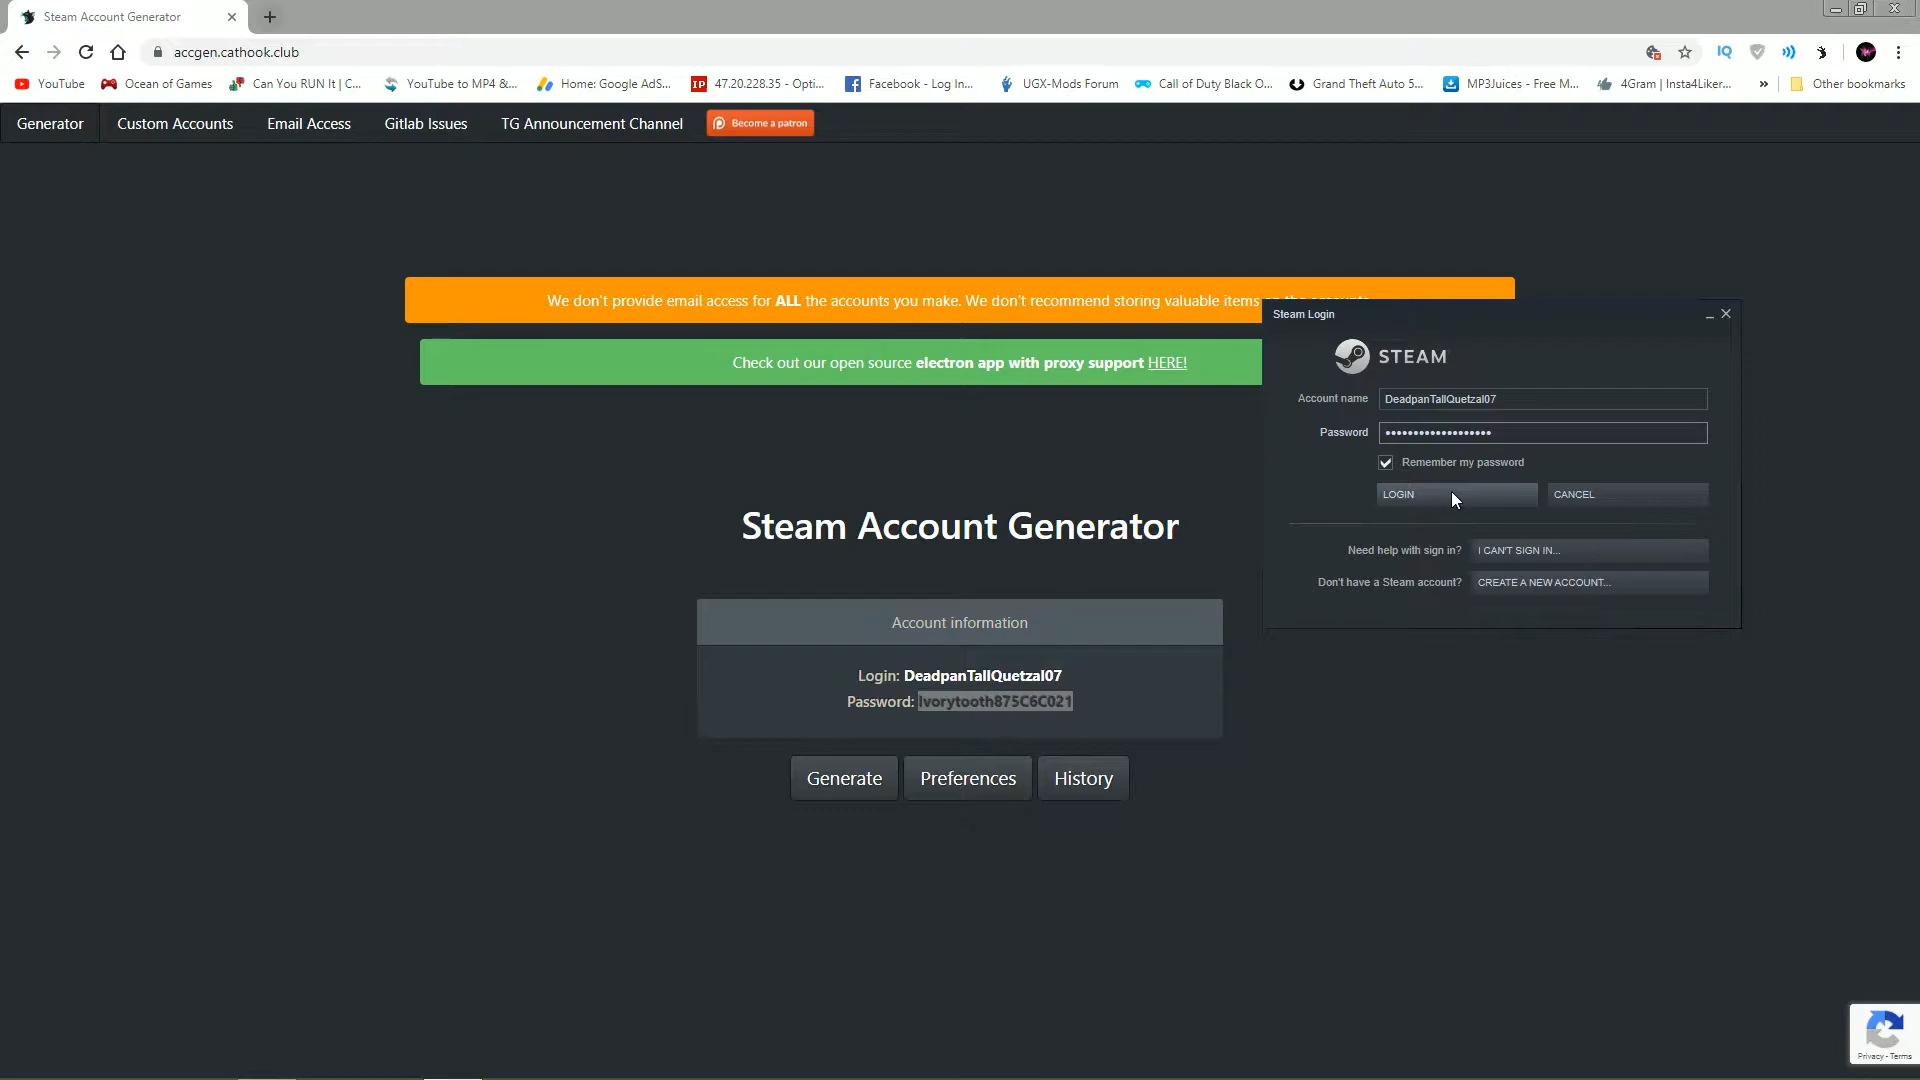 Steam Account Generator
accgen.cathook.club
IQ
YouTube
Ocean of Games
Can You RUN It | C...
YouTube to MP4 &...
Home: Google AdS...
IP
47.20.228.35 - Opti...
Facebook - Log In...
UGX-Mods Forum
Call of Duty Black O...
Grand Theft Auto 5...
MP3Juices - Free M...
4Gram | Insta4Liker...
»
Other bookmarks
Generator
Custom Accounts
Email Access
Gitlab Issues
TG Announcement Channel
Become a patron
We don't provide email access for ALL the accounts you make. We don't recommend storing valuable items
Check out our open source electron app with proxy support HERE!
Steam Login
STEAM
Account name
DeadpanTallQuetzal07
Password
•••••••••••••••••••
Remember my password
LOGIN
CANCEL
Need help with sign in?
I CAN'T SIGN IN...
Don't have a Steam account?
CREATE A NEW ACCOUNT...
Steam Account Generator
Account information
Login: DeadpanTallQuetzal07
Password: Ivorytooth875C6C021
Generate
Preferences
History
Privacy - Terms